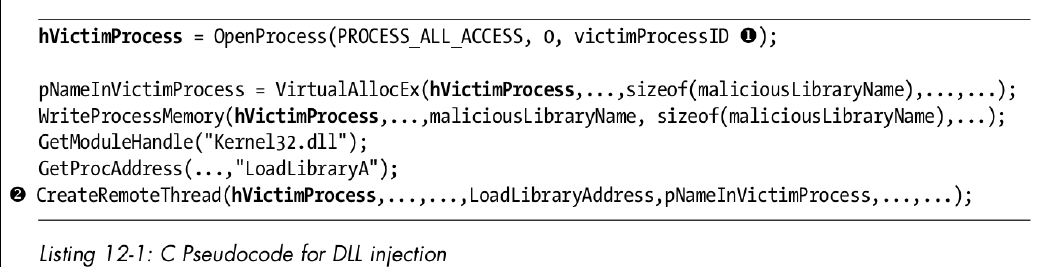 hVictimProcess = OpenProcess(PROCESS_ALL_ACCESS, 0, victimProcessID ❶);
pNameInVictimProcess = VirtualAllocEx(hVictimProcess,...,sizeof(maliciousLibraryName),...,...);
WriteProcessMemory(hVictimProcess,...,maliciousLibraryName, sizeof(maliciousLibraryName),...);
GetModuleHandle("Kernel32.dll");
GetProcAddress(...,"LoadLibraryA");
❷ CreateRemoteThread(hVictimProcess,...,...,LoadLibraryAddress,pNameInVictimProcess,...,...);
Listing 12-1: C Pseudocode for DLL injection